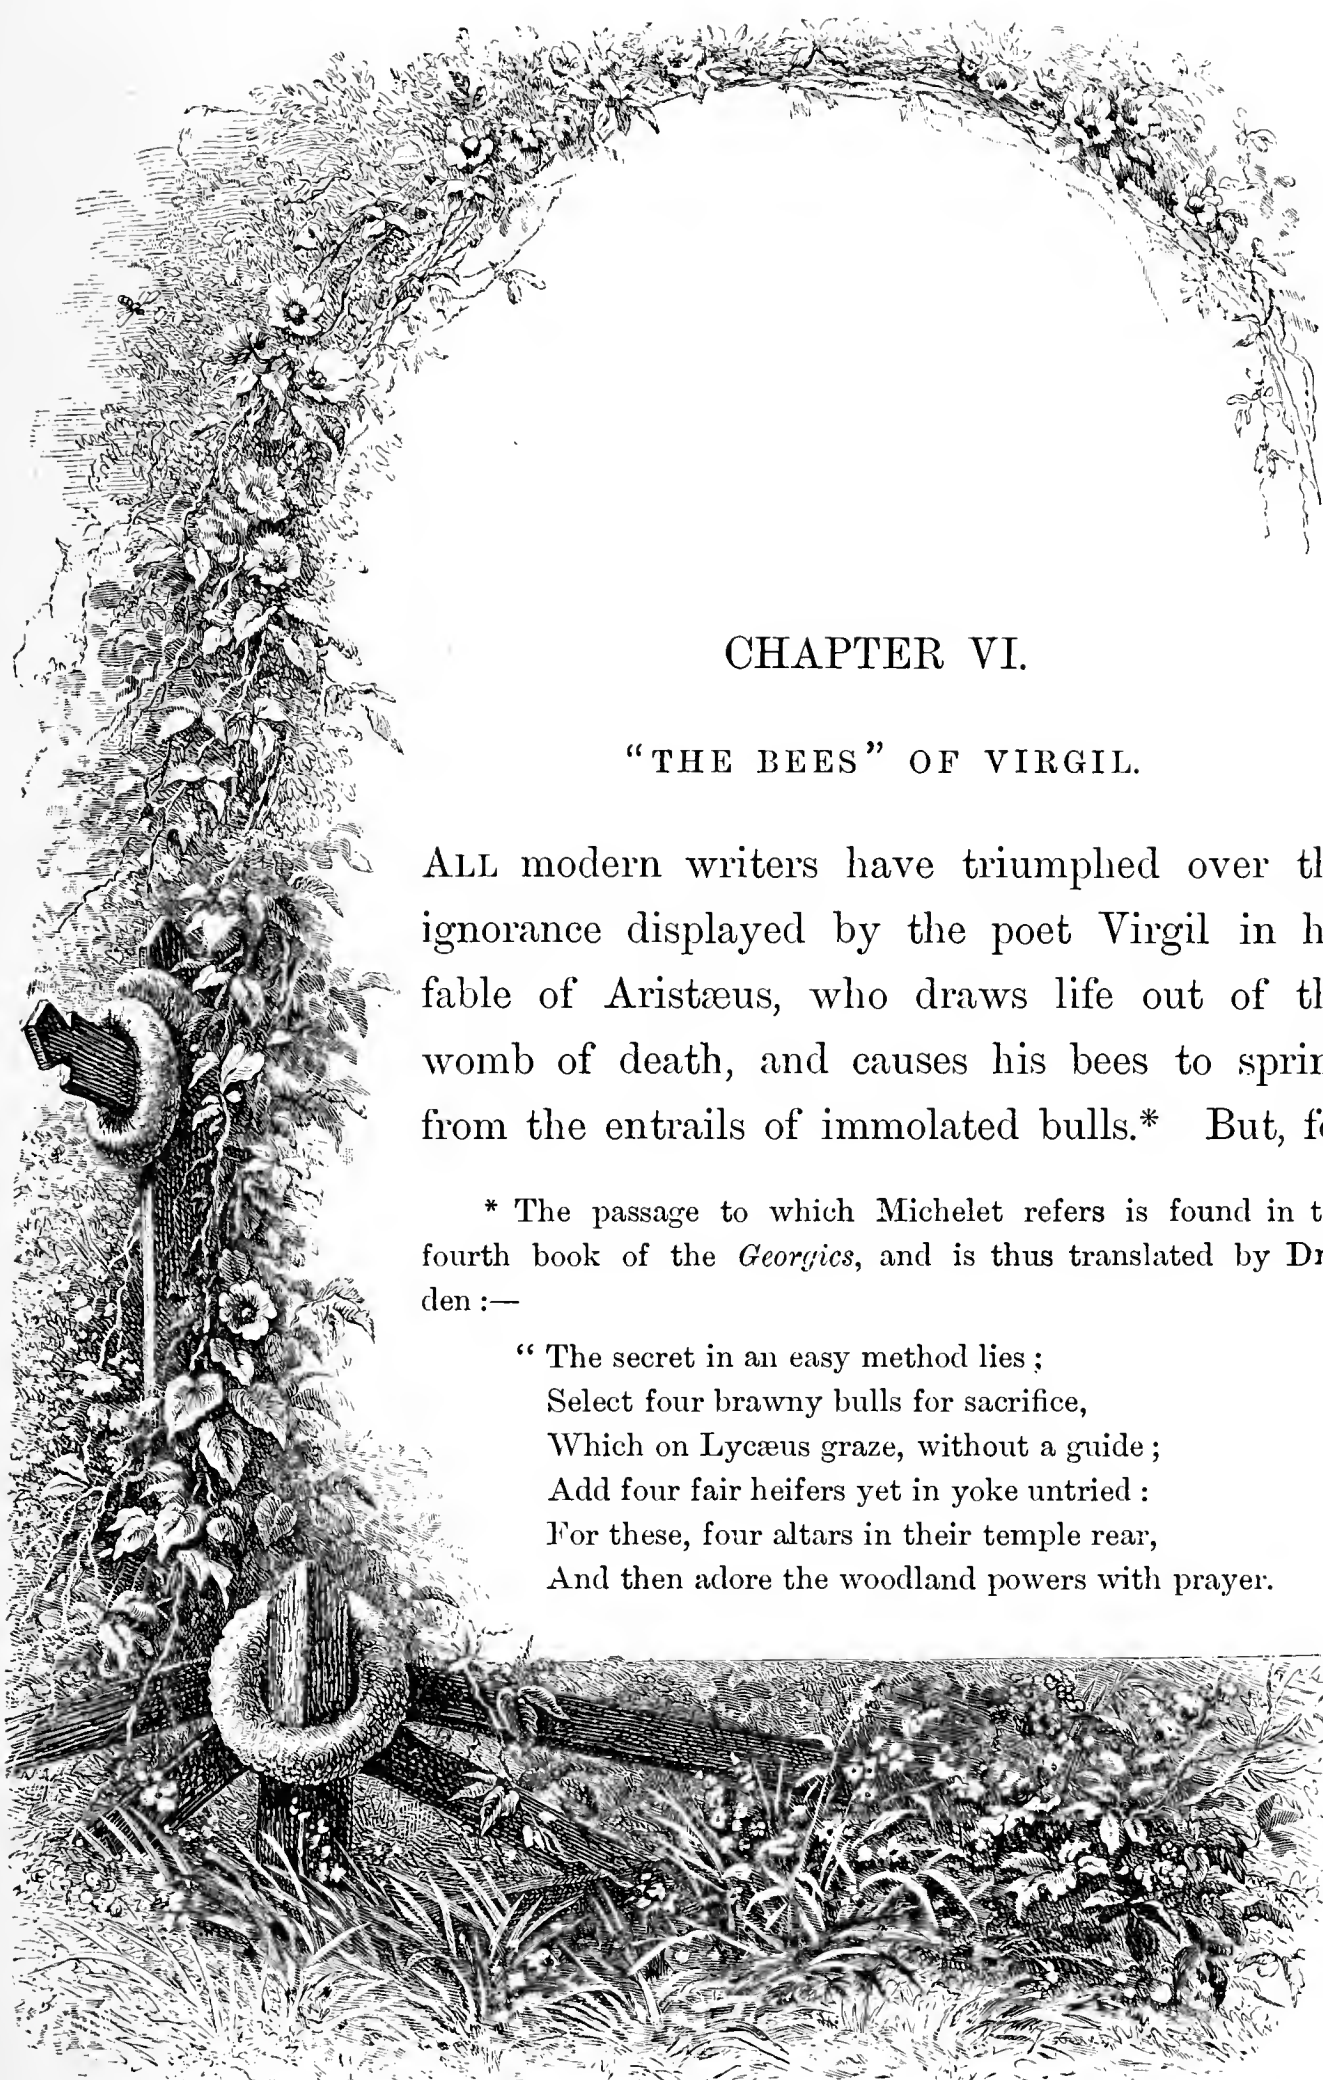 CHAPTER VI.
"THE BEES" OF VIRGIL.
ALL modern writers have triumphed over
ignorance displayed by the poet Virgil in
fable of Aristæus, who draws life out of
womb of death, and causes his bees to
from the entrails of immolated bulls.* But,
* The passage to which Michelet refers is found in
fourth book of the Georgics, and is thus translated by
den :—
" The secret in an easy method lies ;
Select four brawny bulls for sacrifice,
Which on Lycæus graze, without a guide ;
Add four fair heifers yet in yoke untried :
For these, four altars in their temple rear,
And then adore the woodland powers with prayer.